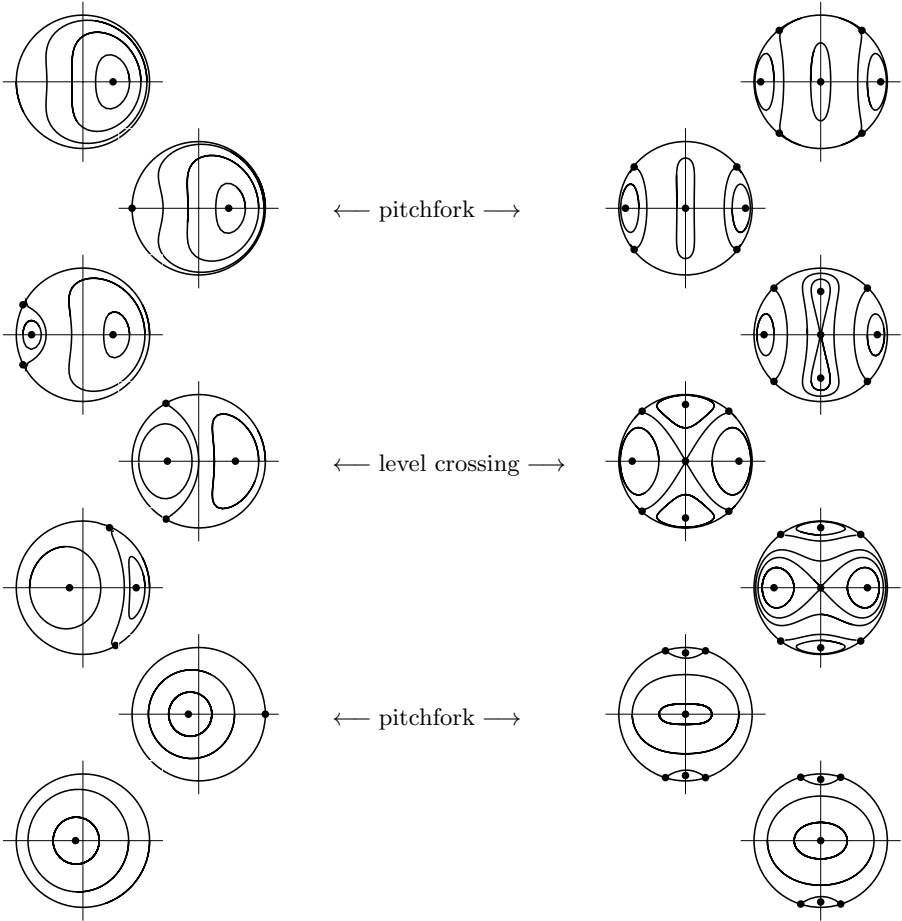 ←— pitchfork —→
←— level crossing —→
←— pitchfork —→